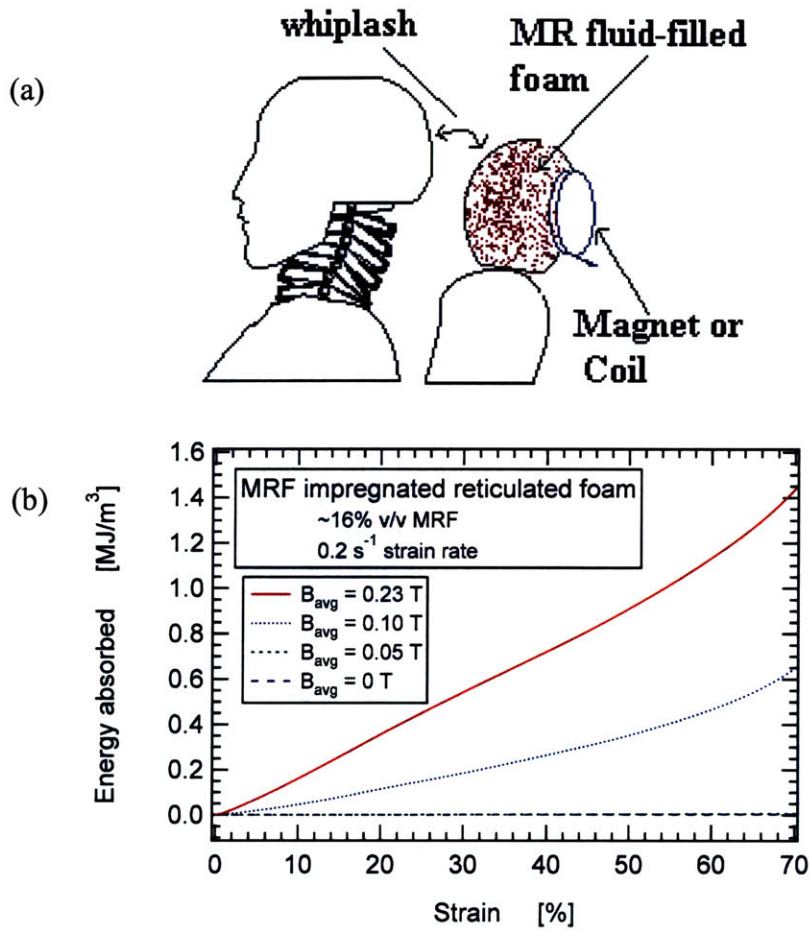 (a)
whiplash
MR fluid-filled
foam
Magnet or
Coil
(b)
Energy absorbed [MJ/m³]
1.6
1.4
1.2
1.0
0.8
0.6
0.4
0.2
0.0
MRF impregnated reticulated foam
~16% v/v MRF
0.2 s⁻¹ strain rate
B_avg = 0.23 T
B_avg = 0.10 T
B_avg = 0.05 T
B_avg = 0 T
0 10 20 30 40 50 60 70
Strain [%]